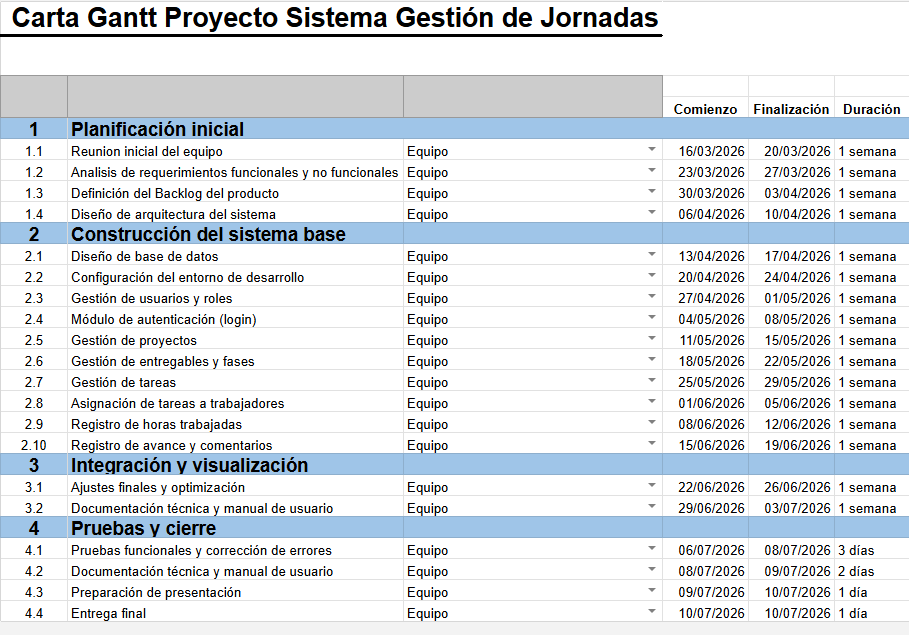 Carta Gantt Proyecto Sistema Gestión de Jornadas
Comienzo Finalización Duración
1 Planificación inicial
1.1 Reunion inicial del equipo Equipo 16/03/2026 20/03/2026 1 semana
1.2 Analisis de requerimientos funcionales y no funcionales Equipo 23/03/2026 27/03/2026 1 semana
1.3 Definición del Backlog del producto Equipo 30/03/2026 03/04/2026 1 semana
1.4 Diseño de arquitectura del sistema Equipo 06/04/2026 10/04/2026 1 semana
2 Construcción del sistema base
2.1 Diseño de base de datos Equipo 13/04/2026 17/04/2026 1 semana
2.2 Configuración del entorno de desarrollo Equipo 20/04/2026 24/04/2026 1 semana
2.3 Gestión de usuarios y roles Equipo 27/04/2026 01/05/2026 1 semana
2.4 Módulo de autenticación (login) Equipo 04/05/2026 08/05/2026 1 semana
2.5 Gestión de proyectos Equipo 11/05/2026 15/05/2026 1 semana
2.6 Gestión de entregables y fases Equipo 18/05/2026 22/05/2026 1 semana
2.7 Gestión de tareas Equipo 25/05/2026 29/05/2026 1 semana
2.8 Asignación de tareas a trabajadores Equipo 01/06/2026 05/06/2026 1 semana
2.9 Registro de horas trabajadas Equipo 08/06/2026 12/06/2026 1 semana
2.10 Registro de avance y comentarios Equipo 15/06/2026 19/06/2026 1 semana
3 Integración y visualización
3.1 Ajustes finales y optimización Equipo 22/06/2026 26/06/2026 1 semana
3.2 Documentación técnica y manual de usuario Equipo 29/06/2026 03/07/2026 1 semana
4 Pruebas y cierre
4.1 Pruebas funcionales y corrección de errores Equipo 06/07/2026 08/07/2026 3 días
4.2 Documentación técnica y manual de usuario Equipo 08/07/2026 09/07/2026 2 días
4.3 Preparación de presentación Equipo 09/07/2026 10/07/2026 1 día
4.4 Entrega final Equipo 10/07/2026 10/07/2026 1 día